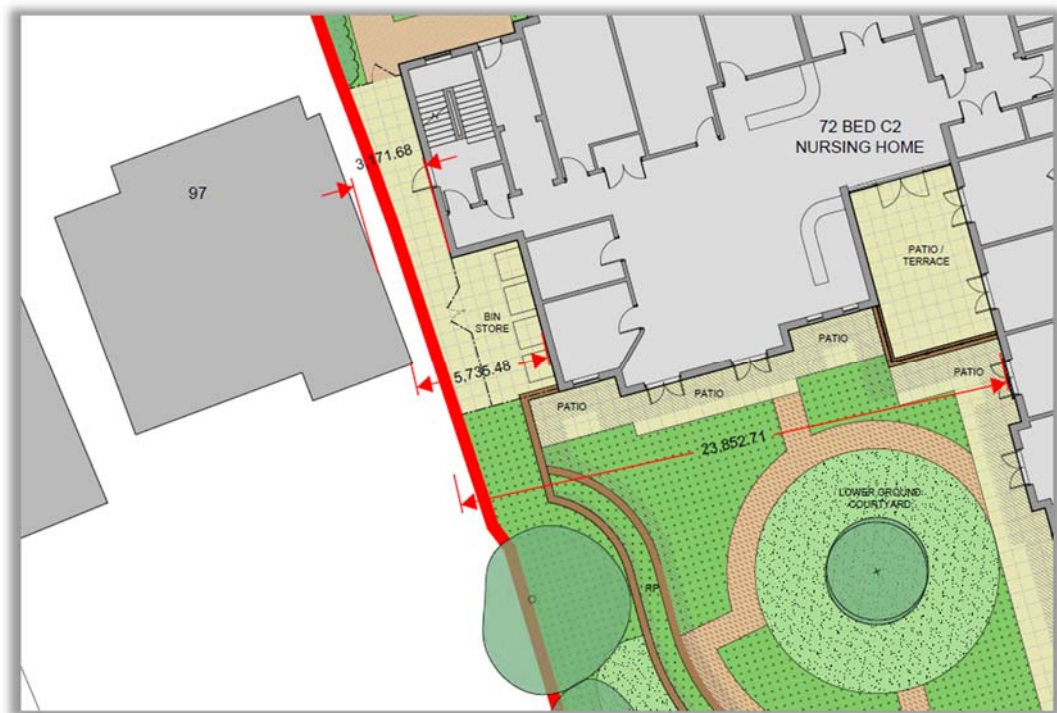 72 BED C2
NURSING HOME
3,171.68
97
PATIO /
TERRACE
BIN
STORE
PATIO
5,735.48
PATIO
PATIO
PATIO
23,852.71
LOWER GROUND
COURTYARD
RP